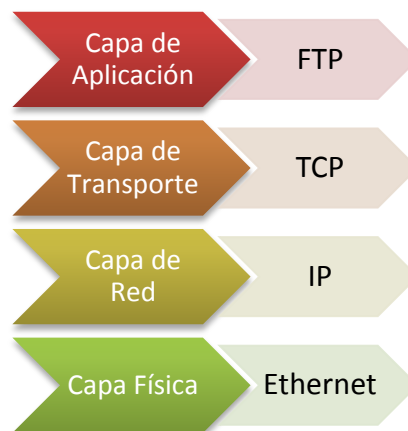 Capa de
Aplicación
FTP
Capa de
Transporte
TCP
Capa de
Red
IP
Capa Física
Ethernet